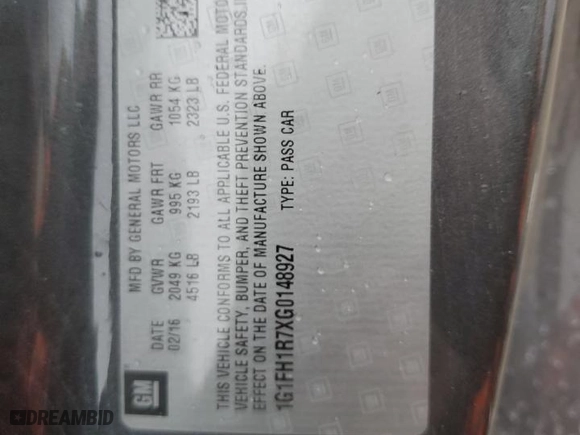 GM
MFD BY GENERAL MOTORS LLC
DATE GVWR GAWR FRT GAWR RR
02/16 2049 KG 995 KG 1054 KG
4516 LB 2193 LB 2323 LB
THIS VEHICLE CONFORMS TO ALL APPLICABLE U.S. FEDERAL MOTO
VEHICLE SAFETY, BUMPER, AND THEFT PREVENTION STANDARDS I
EFFECT ON THE DATE OF MANUFACTURE SHOWN ABOVE.
1G1FH1R7XG0148927 TYPE: PASS CAR
DREAMBID